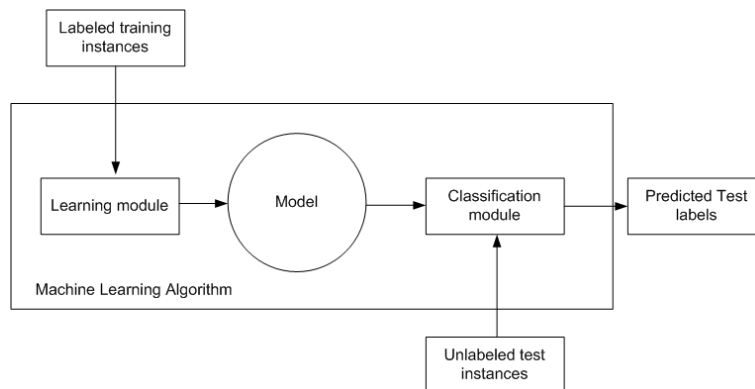 Labeled training
instances
Learning module
Model
Classification
module
Predicted Test
labels
Machine Learning Algorithm
Unlabeled test
instances